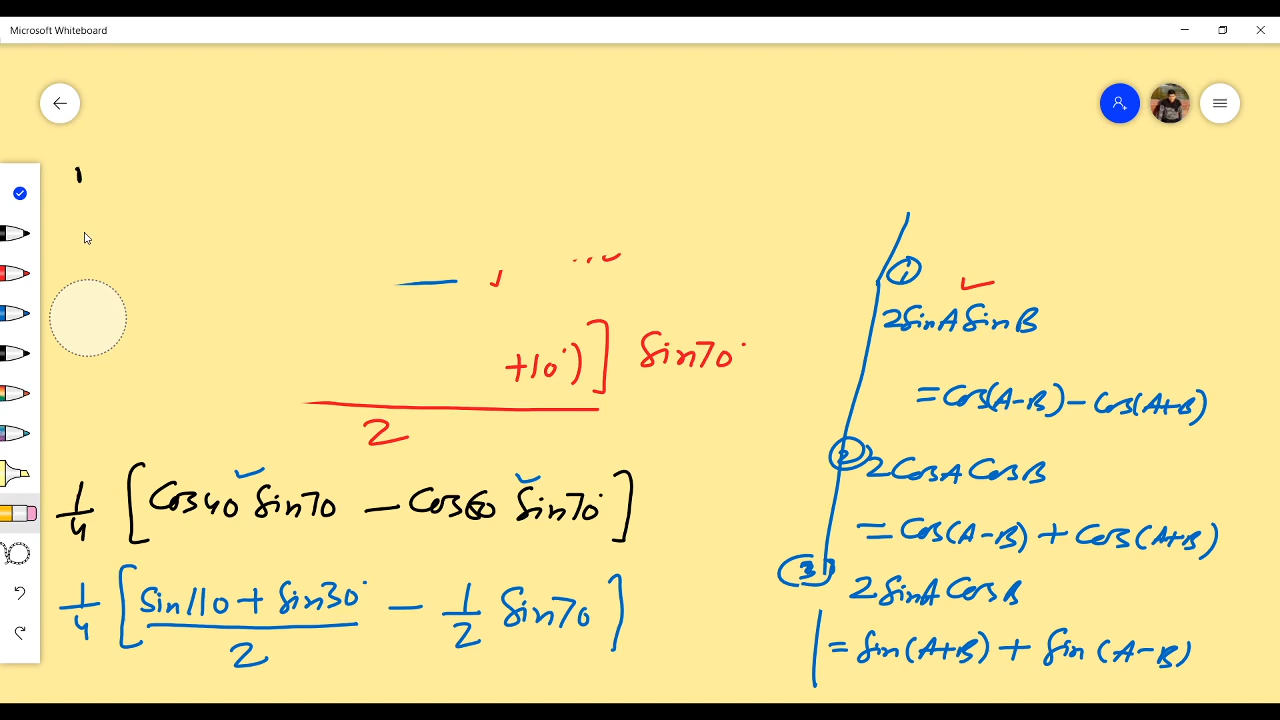 Microsoft Whiteboard
+10°)] Sin70°
2
1/4 [Cos40 Sin70 — Cos60 Sin70°]
1/4 [(sin110 + sin30°)/2 — 1/2 Sin70]
①
2SinA SinB
= Cos(A-B) - Cos(A+B)
② 2CosA CosB
= Cos(A-B) + Cos(A+B)
③ 2SinA CosB
= Sin(A+B) + Sin(A-B)